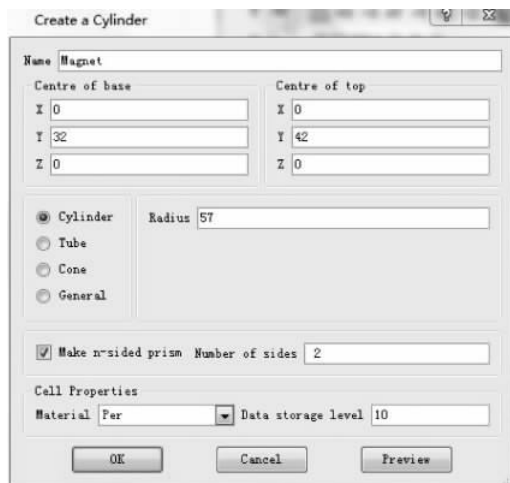 Create a Cylinder
Name Magnet
Centre of base
X 0
Y 32
Z 0
Centre of top
X 0
Y 42
Z 0
Cylinder
Tube
Cone
General
Radius 57
Make n-sided prism Number of sides 2
Cell Properties
Material Per Data storage level 10
OK Cancel Preview